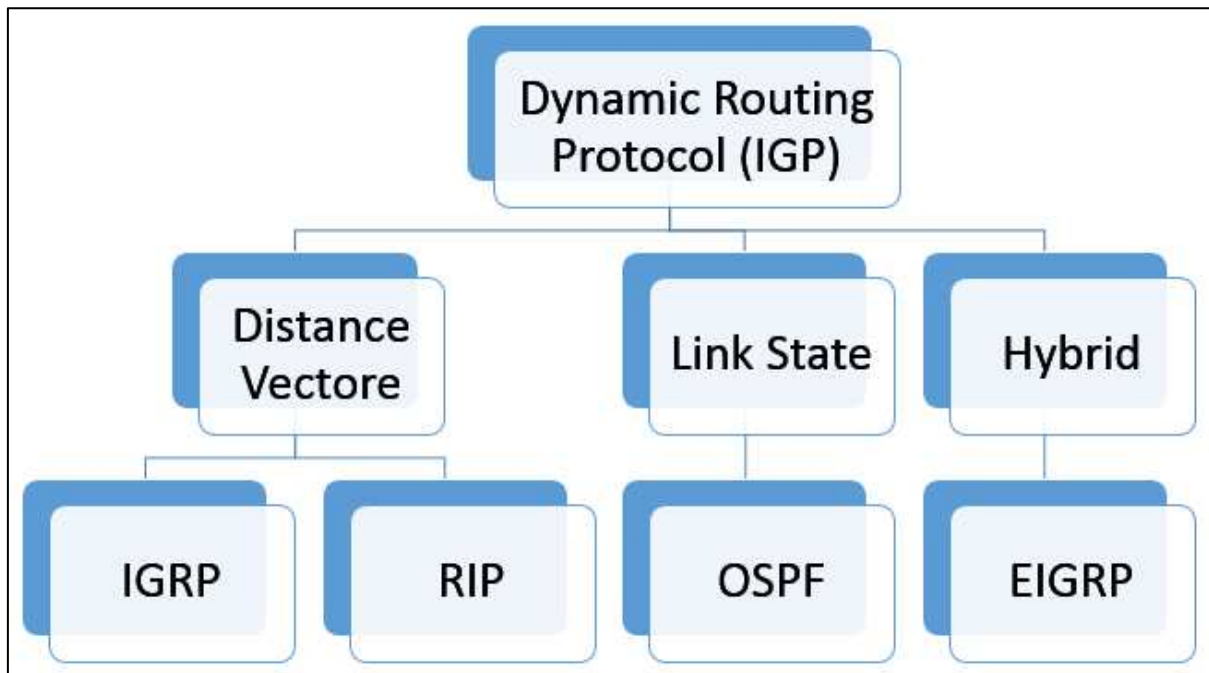 Dynamic Routing
Protocol (IGP)
Distance
Vectore
Link State
Hybrid
IGRP
RIP
OSPF
EIGRP